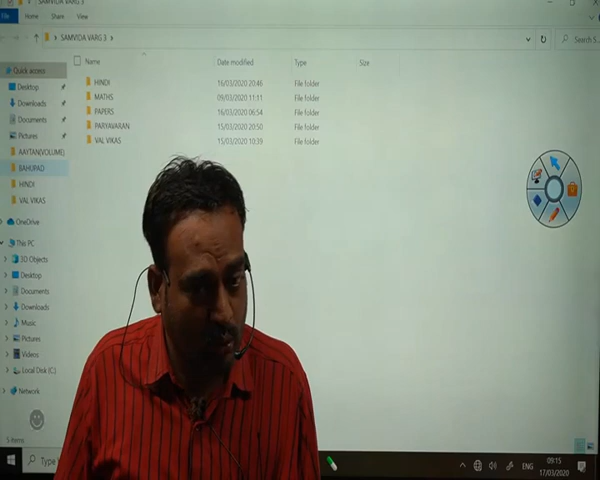 SAMVIDA VARG 3
File Home Share View
SAMVIDA VARG 3
Search S...
Name Date modified Type Size
HINDI 16/03/2020 20:46 File folder
MATHS 09/03/2020 11:11 File folder
PAPERS 16/03/2020 06:54 File folder
PARYAVARAN 15/03/2020 20:50 File folder
VAL VIKAS 15/03/2020 10:39 File folder
Quick access
Desktop
Downloads
Documents
Pictures
AAYTAN(VOLUME)
BAHUPAD
HINDI
VAL VIKAS
OneDrive
This PC
3D Objects
Desktop
Documents
Downloads
Music
Pictures
Videos
Local Disk (C:)
Network
5 items
Type
ENG
09:15
17/03/2020